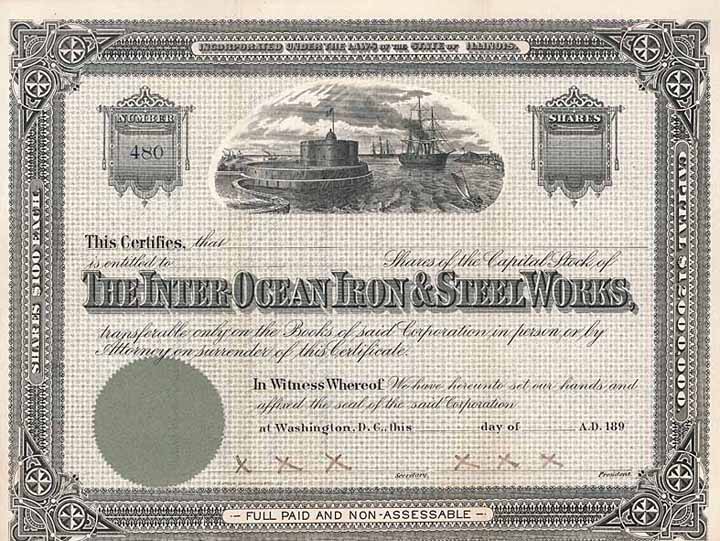 INCORPORATED UNDER THE LAWS OF THE STATE OF ILLINOIS.
NUMBER
480
SHARES
SHARES $100 EACH
CAPITAL $12,000,000
This Certifies, that
is entitled to Shares of the Capital Stock of
THE INTER-OCEAN IRON & STEEL WORKS,
transferable only on the Books of said Corporation, in person, or by
Attorney, on surrender of this Certificate.
In Witness Whereof We have hereunto set our hands and
affixed the seal of the said Corporation
at Washington, D. C., this day of A.D. 189
X X X X X X
Secretary. President.
FULL PAID AND NON-ASSESSABLE